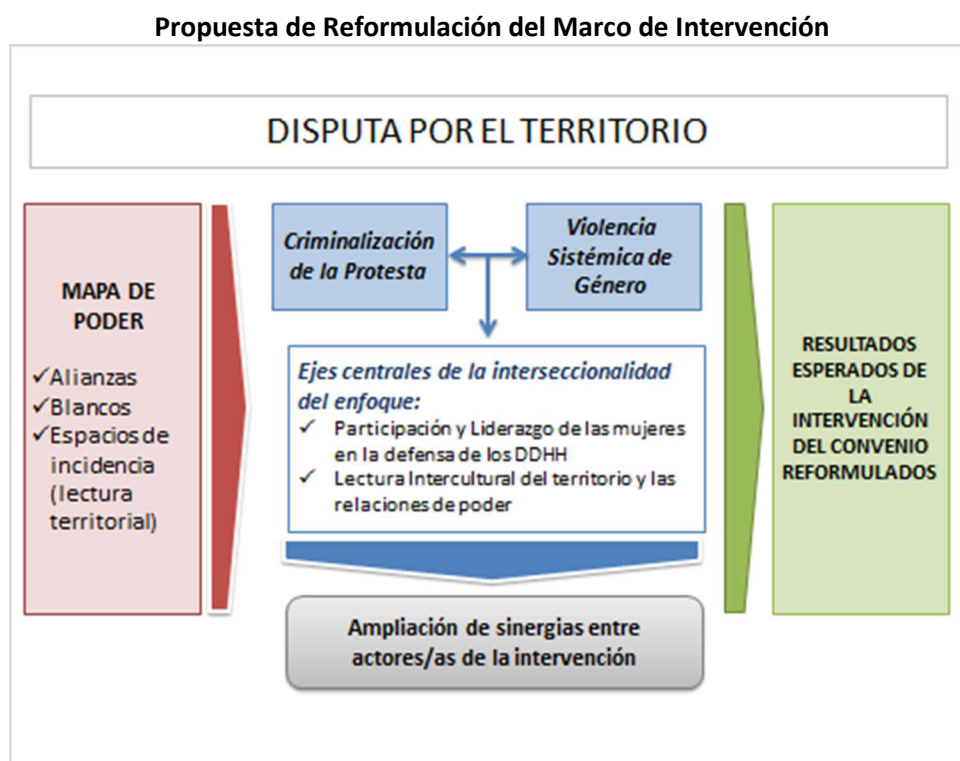 Propuesta de Reformulación del Marco de Intervención
DISPUTA POR EL TERRITORIO
MAPA DE
PODER
✓Alianzas
✓Blancos
✓Espacios de
incidencia
(lectura
territorial)
Criminalización
de la Protesta
Violencia
Sistémica de
Género
Ejes centrales de la interseccionalidad
del enfoque:
✓ Participación y Liderazgo de las mujeres
en la defensa de los DDHH
✓ Lectura Intercultural del territorio y las
relaciones de poder
Ampliación de sinergias entre
actores/as de la intervención
RESULTADOS
ESPERADOS DE
LA
INTERVENCIÓN
DEL CONVENIO
REFORMULADOS